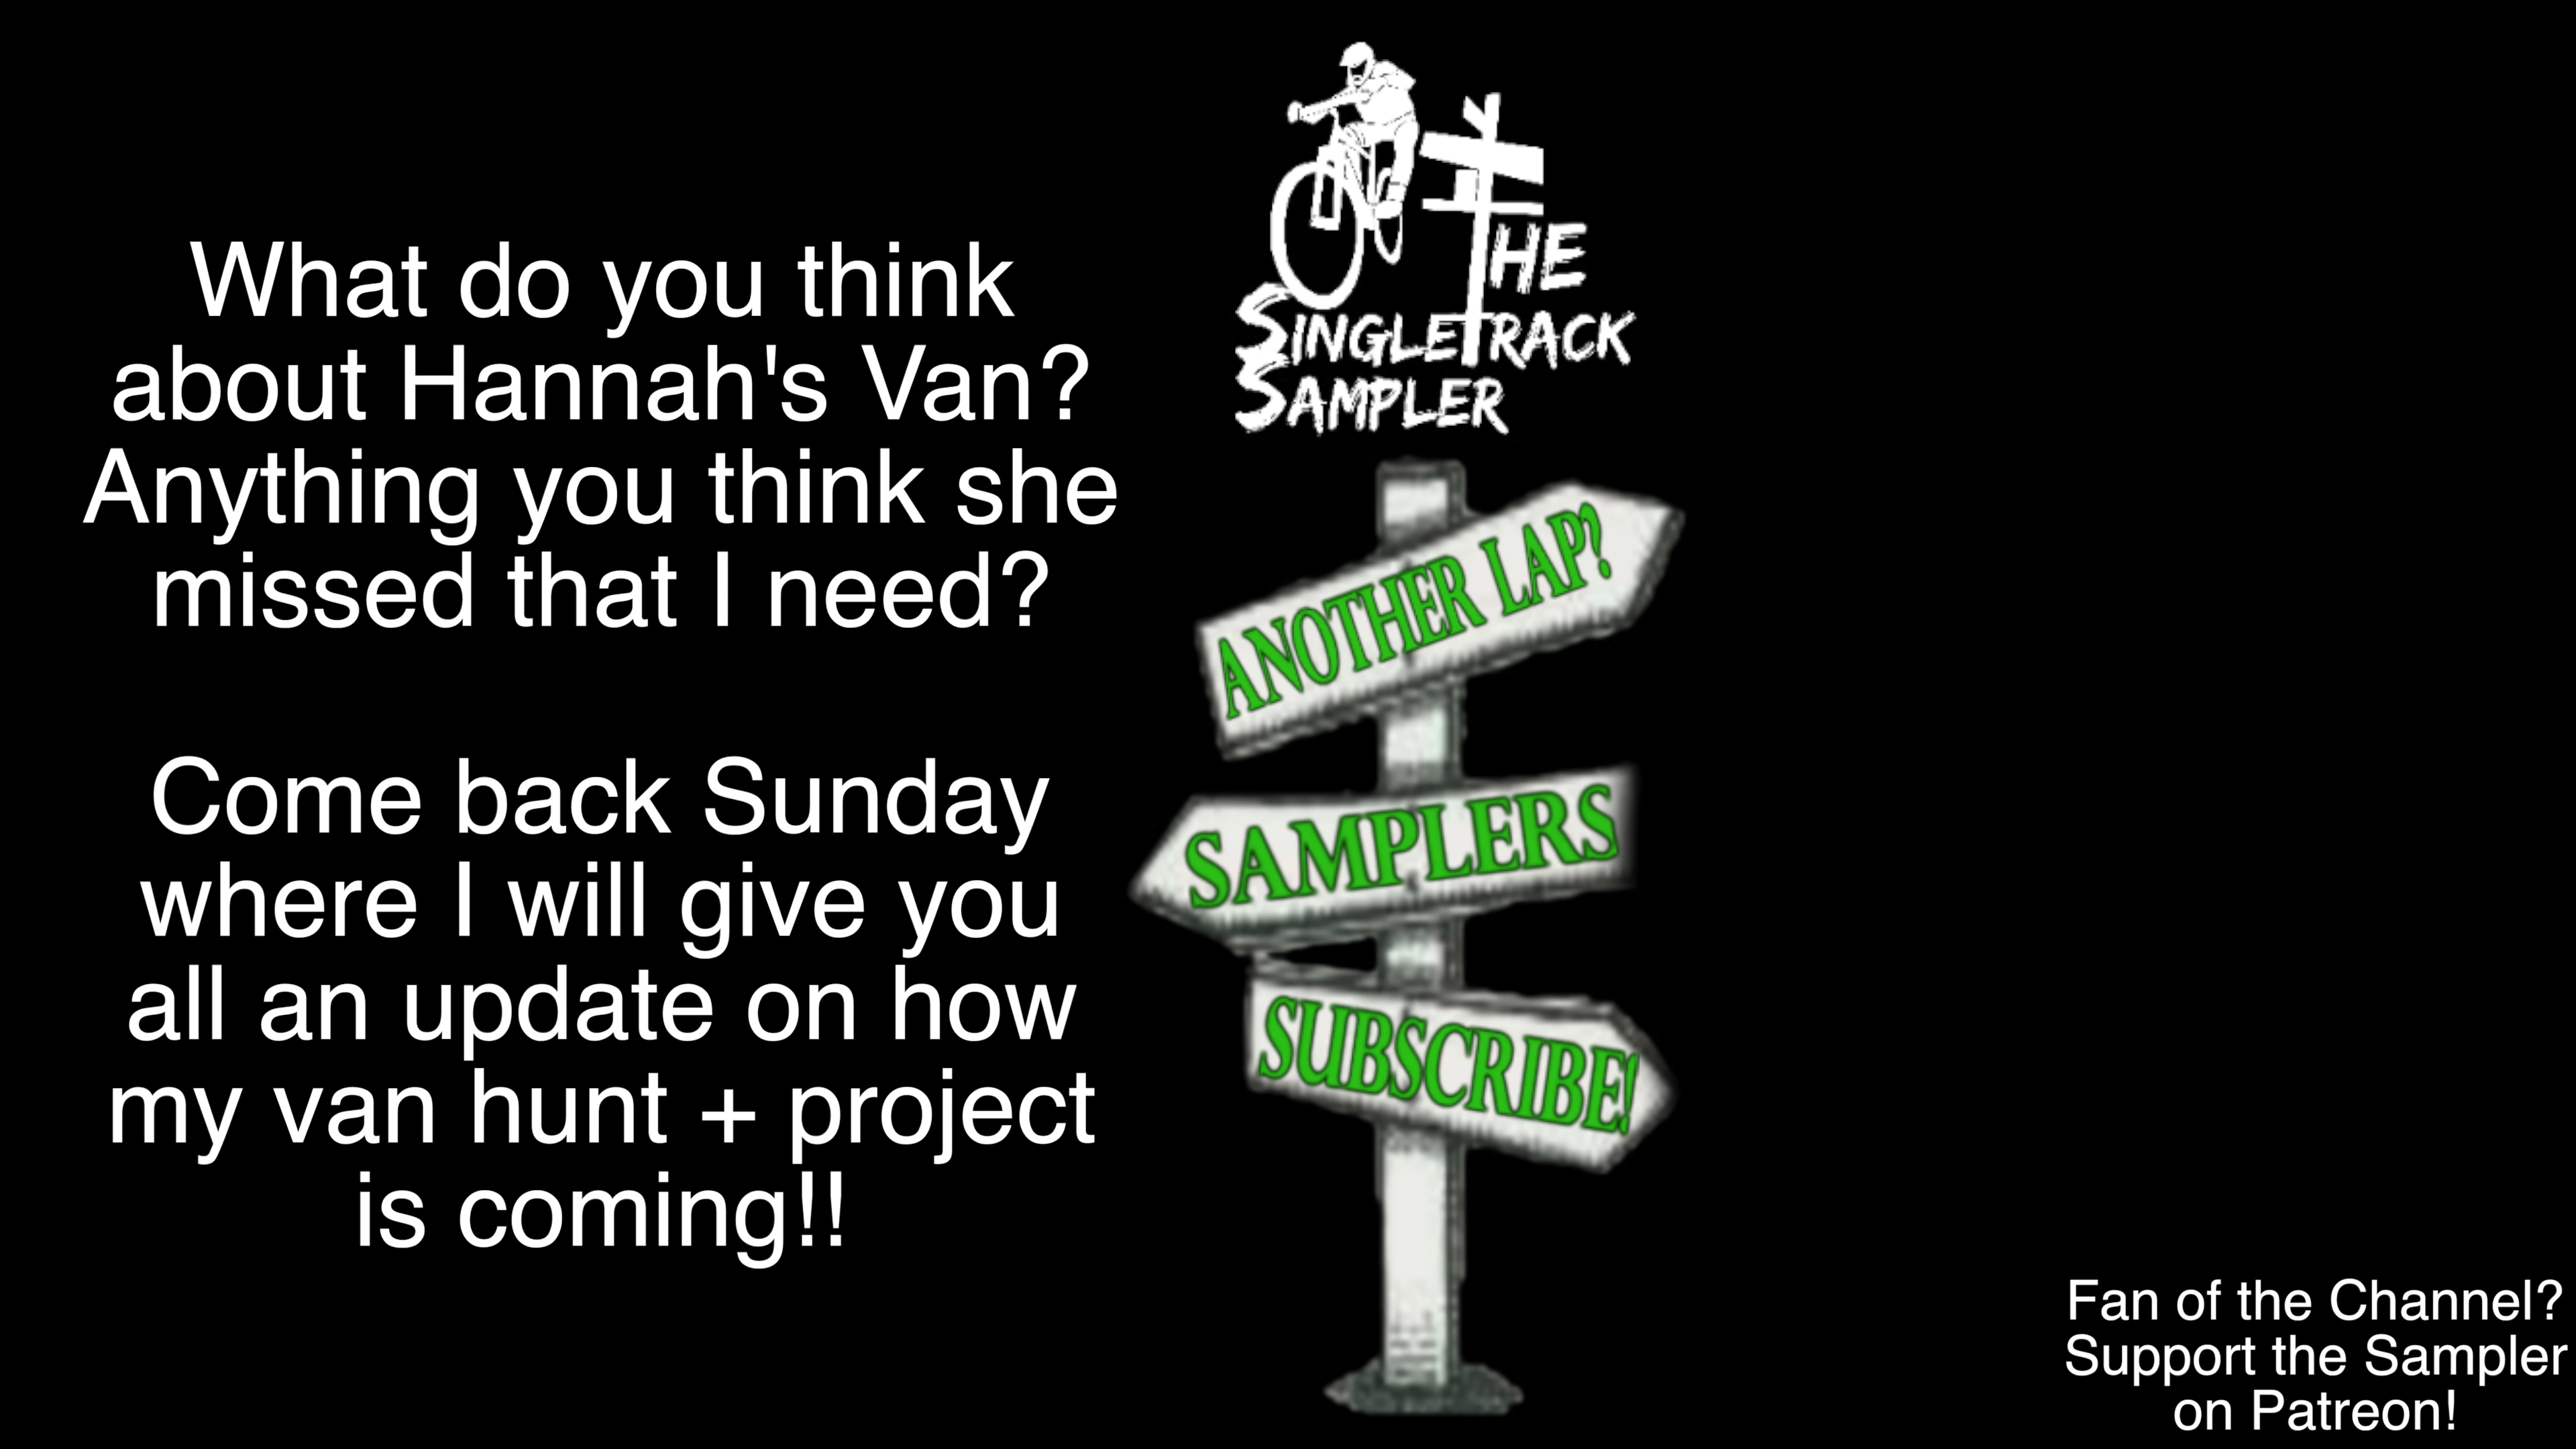 What do you think
about Hannah's Van?
Anything you think she
missed that I need?
Come back Sunday
where I will give you
all an update on how
my van hunt + project
is coming!!
THE
SINGLETRACK
SAMPLER
ANOTHER LAP?
SAMPLERS
SUBSCRIBE!
Fan of the Channel?
Support the Sampler
on Patreon!